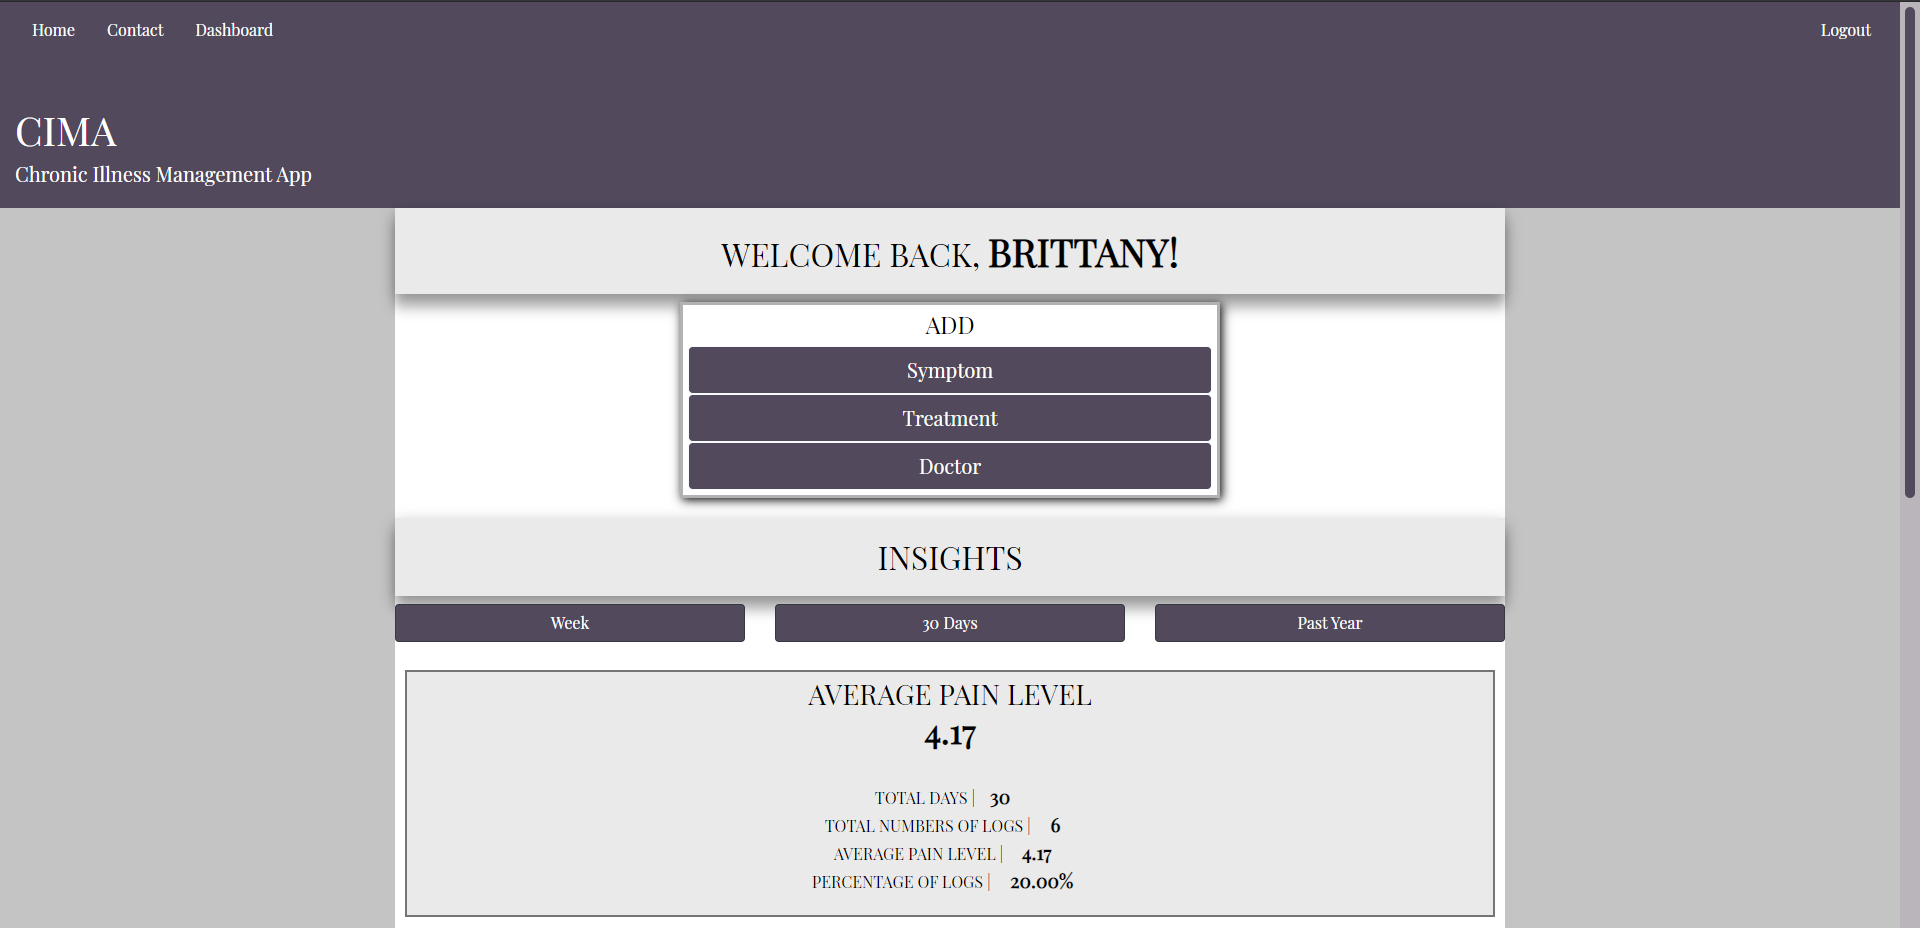 Home Contact Dashboard Logout
CIMA
Chronic Illness Management App
WELCOME BACK, BRITTANY!
ADD
Symptom
Treatment
Doctor
INSIGHTS
Week 30 Days Past Year
AVERAGE PAIN LEVEL
4.17
TOTAL DAYS | 30
TOTAL NUMBERS OF LOGS | 6
AVERAGE PAIN LEVEL | 4.17
PERCENTAGE OF LOGS | 20.00%